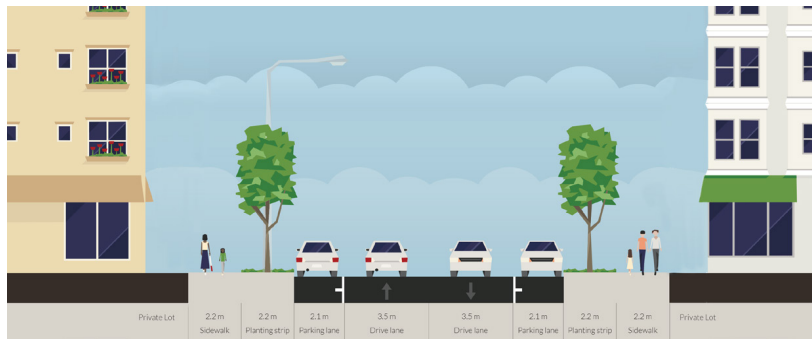 Private Lot
2.2 m
Sidewalk
2.2 m
Planting strip
2.1 m
Parking lane
3.5 m
Drive lane
3.5 m
Drive lane
2.1 m
Parking lane
2.2 m
Planting strip
2.2 m
Sidewalk
Private Lot